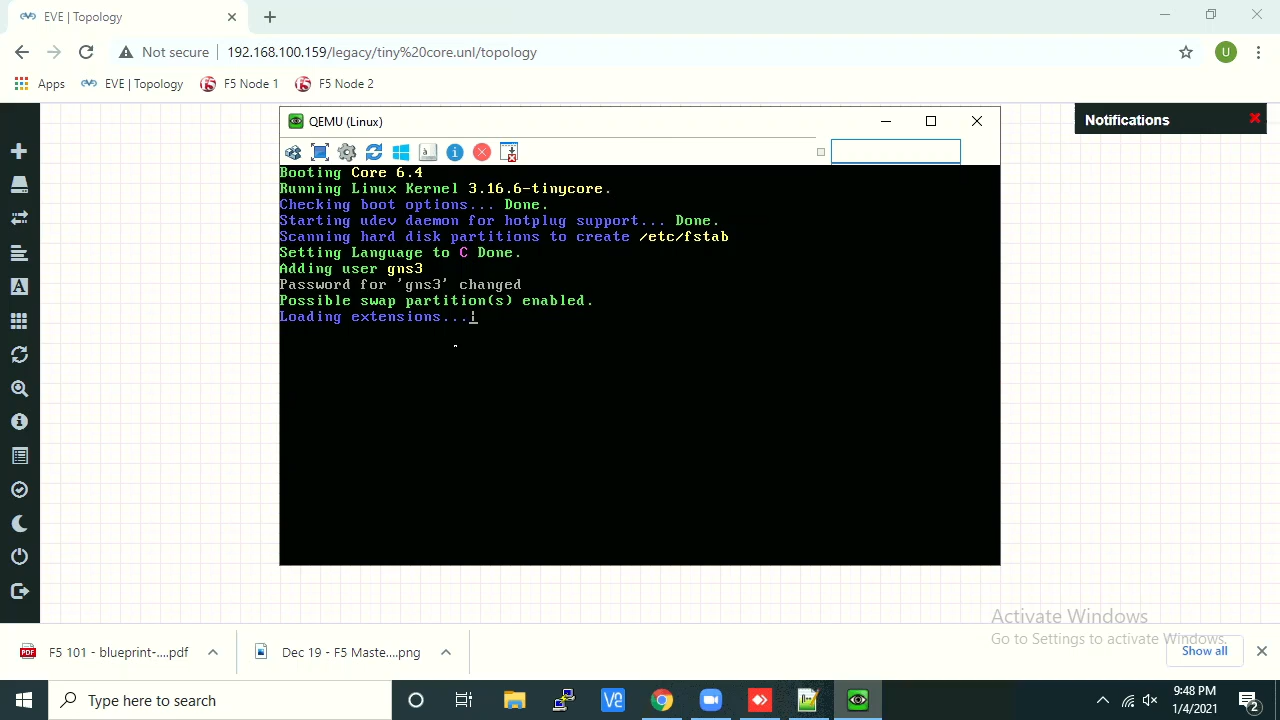 EVE | Topology
Not secure
192.168.100.159/legacy/tiny%20core.unl/topology
U
Apps
EVE | Topology
F5 Node 1
F5 Node 2
QEMU (Linux)
Notifications
Booting Core 6.4
Running Linux Kernel 3.16.6-tinycore.
Checking boot options... Done.
Starting udev daemon for hotplug support... Done.
Scanning hard disk partitions to create /etc/fstab
Setting Language to C Done.
Adding user gns3
Password for 'gns3' changed
Possible swap partition(s) enabled.
Loading extensions...
Activate Windows
Go to Settings to activate Windows.
F5 101 - blueprint-....pdf
Dec 19 - F5 Maste....png
Show all
Type here to search
9:48 PM
1/4/2021
2